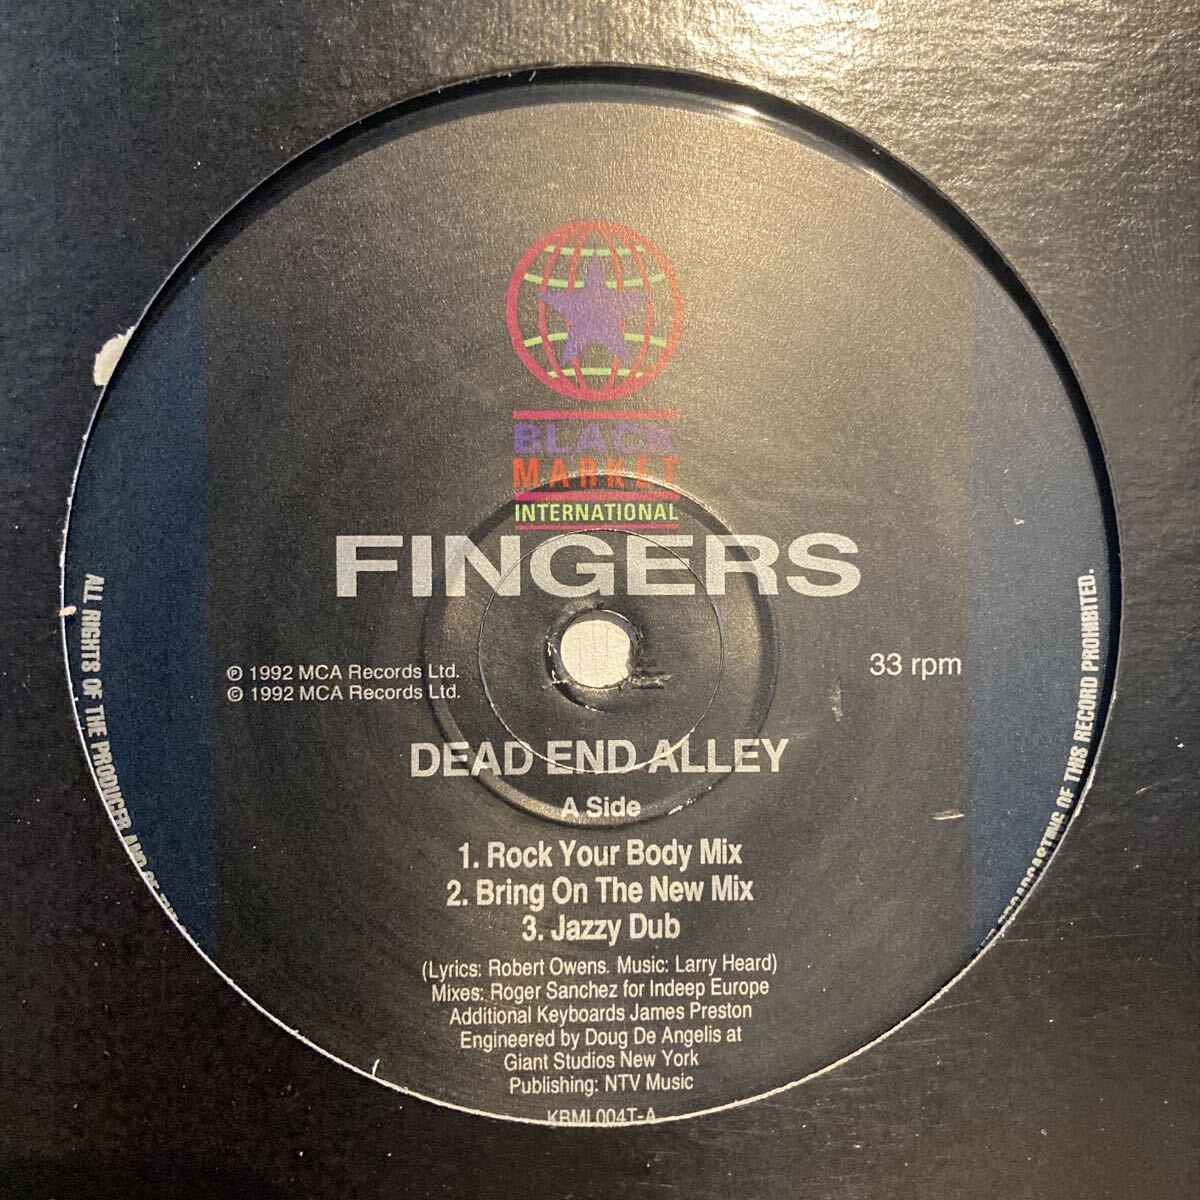 BLACK
MARKET
INTERNATIONAL
FINGERS
℗ 1992 MCA Records Ltd.
© 1992 MCA Records Ltd.
33 rpm
DEAD END ALLEY
A Side
1. Rock Your Body Mix
2. Bring On The New Mix
3. Jazzy Dub
(Lyrics: Robert Owens. Music: Larry Heard)
Mixes: Roger Sanchez for Indeep Europe
Additional Keyboards James Preston
Engineered by Doug De Angelis at
Giant Studios New York
Publishing: NTV Music
KRML004T-A
ALL RIGHTS OF THE PRODUCER AND
OF THIS RECORD PROHIBITED.